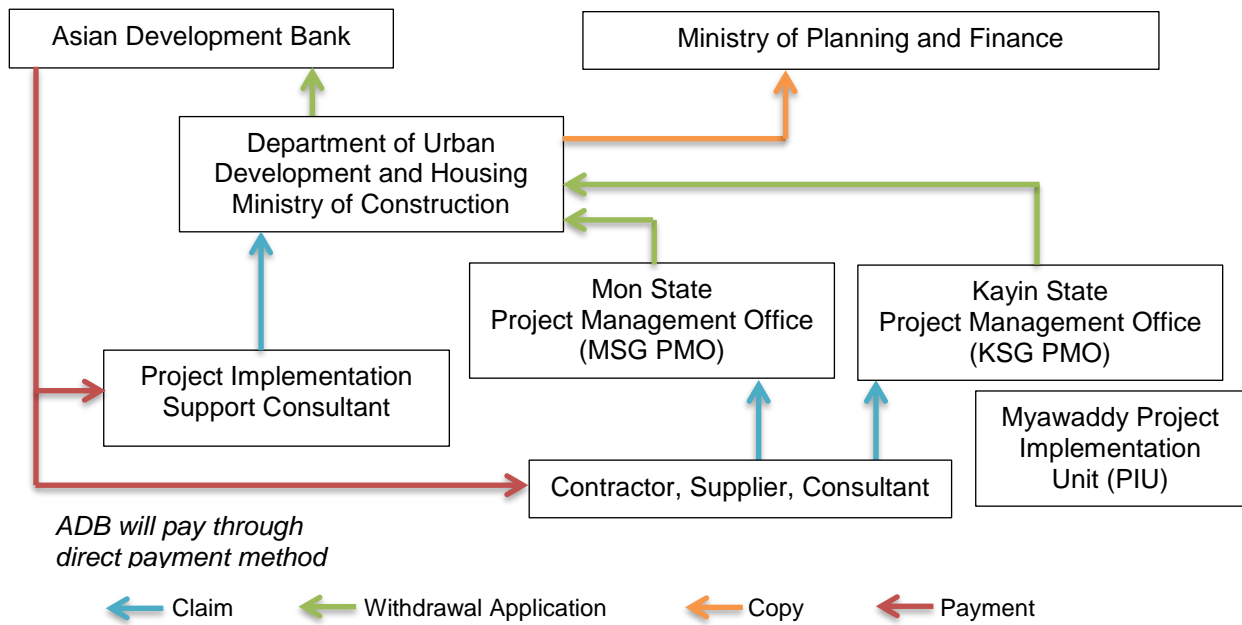 Asian Development Bank
Ministry of Planning and Finance
Department of Urban
Development and Housing
Ministry of Construction
Mon State
Project Management Office
(MSG PMO)
Kayin State
Project Management Office
(KSG PMO)
Project Implementation
Support Consultant
Myawaddy Project
Implementation
Unit (PIU)
Contractor, Supplier, Consultant
ADB will pay through
direct payment method
Claim
Withdrawal Application
Copy
Payment